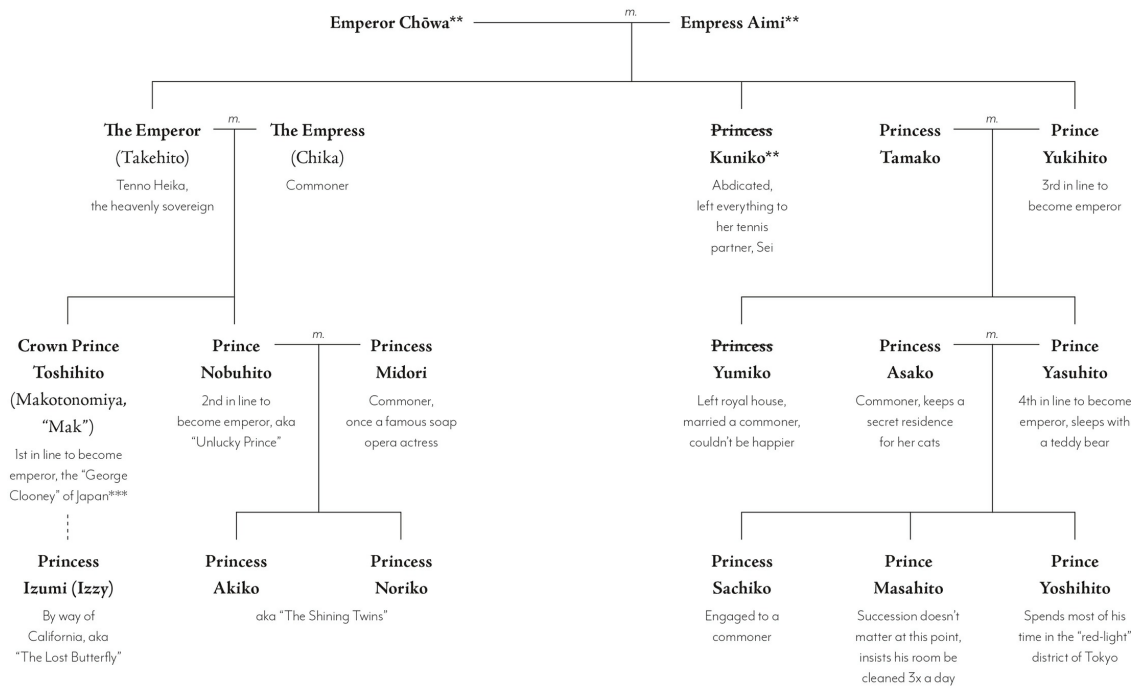 Emperor Chōwa** m. Empress Aimi**
The Emperor
(Takehito)
Tenno Heika,
the heavenly sovereign
m.
The Empress
(Chika)
Commoner
Princess
Kuniko**
Abdicated,
left everything to
her tennis
partner, Sei
Princess
Tamako
m.
Prince
Yukihito
3rd in line to
become emperor
Crown Prince
Toshihito
(Makotonomiya,
“Mak”)
1st in line to become
emperor, the “George
Clooney” of Japan***
Prince
Nobuhito
2nd in line to
become emperor, aka
“Unlucky Prince”
m.
Princess
Midori
Commoner,
once a famous soap
opera actress
Princess
Yumiko
Left royal house,
married a commoner,
couldn’t be happier
Princess
Asako
Commoner, keeps a
secret residence
for her cats
m.
Prince
Yasuhito
4th in line to become
emperor, sleeps with
a teddy bear
Princess
Izumi (Izzy)
By way of
California, aka
“The Lost Butterfly”
Princess
Akiko
Princess
Noriko
aka “The Shining Twins”
Princess
Sachiko
Engaged to a
commoner
Prince
Masahito
Succession doesn’t
matter at this point,
insists his room be
cleaned 3x a day
Prince
Yoshihito
Spends most of his
time in the “red-light”
district of Tokyo